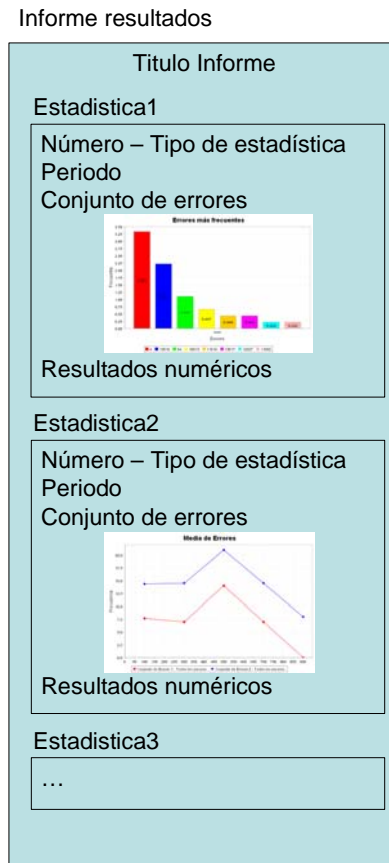 Informe resultados
Titulo Informe
Estadistica1
Número – Tipo de estadística
Periodo
Conjunto de errores
Errores más frecuentes
Errores
Resultados numéricos
Estadistica2
Número – Tipo de estadística
Periodo
Conjunto de errores
Media de Errores
Resultados numéricos
Estadistica3
…